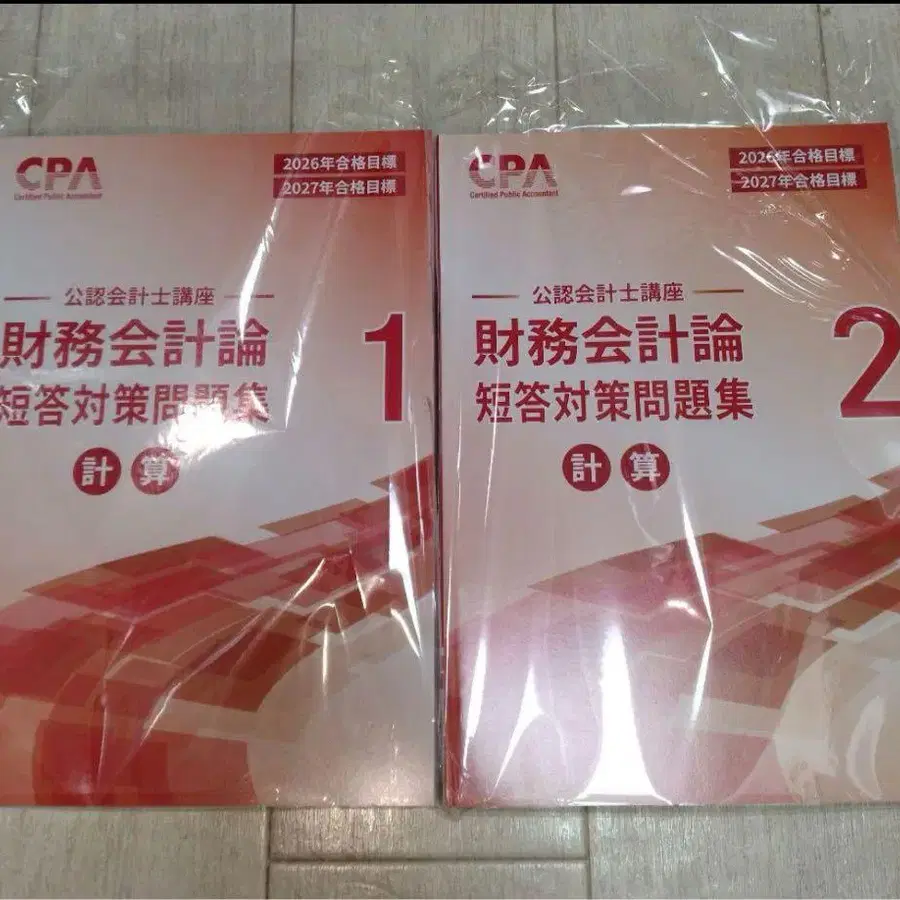 CPA
Certified Public Accountant
2026年合格目標
2027年合格目標
公認会計士講座
財務会計論
短答対策問題集
1
計算
CPA
Certified Public Accountant
2026年合格目標
2027年合格目標
公認会計士講座
財務会計論
短答対策問題集
2
計算